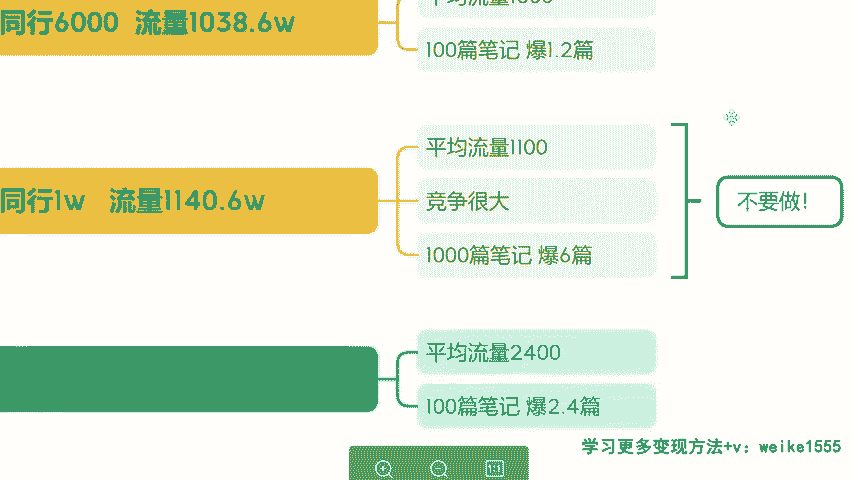 同行6000 流量1038.6w
100篇笔记 爆1.2篇
同行1w 流量1140.6w
平均流量1100
竞争很大
1000篇笔记 爆6篇
不要做!
平均流量2400
100篇笔记 爆2.4篇
学习更多变现方法+v：weike1555
1:1